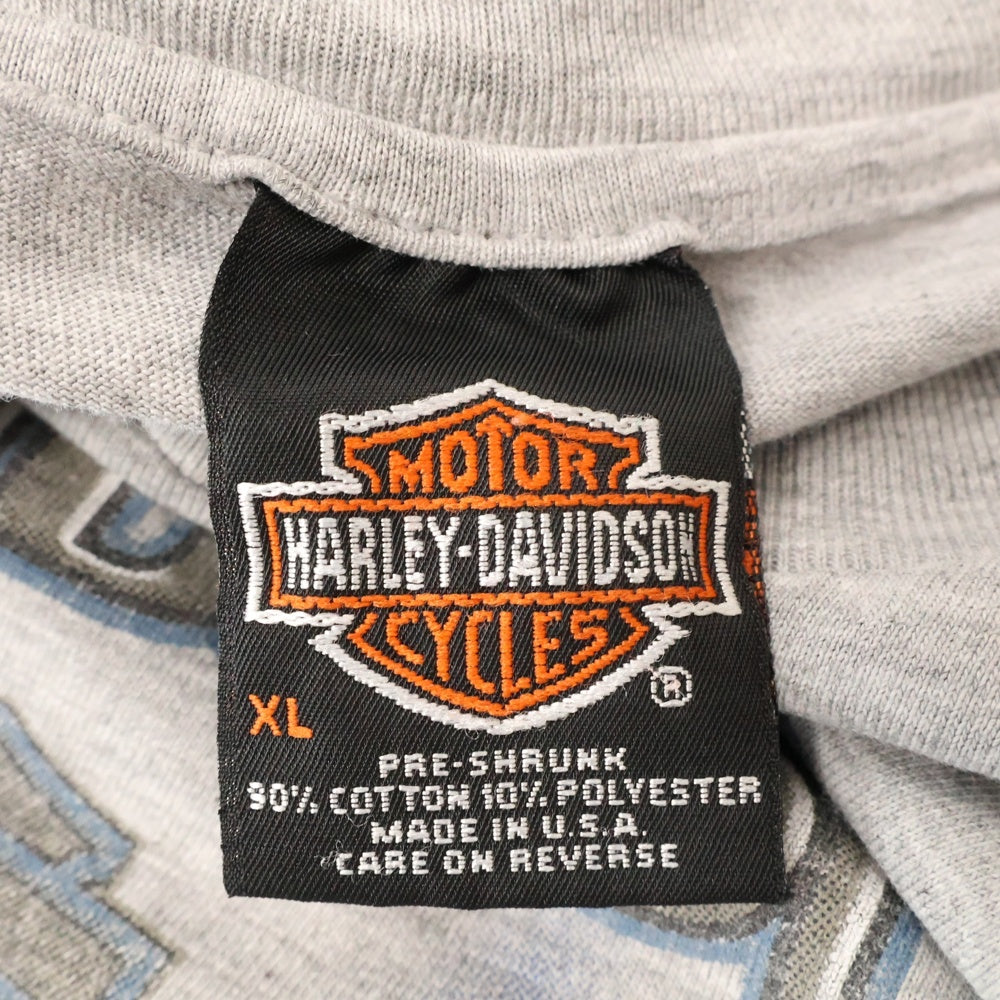 MOTOR
HARLEY-DAVIDSON
CYCLES
®
XL
PRE-SHRUNK
90% COTTON 10% POLYESTER
MADE IN U.S.A.
CARE ON REVERSE